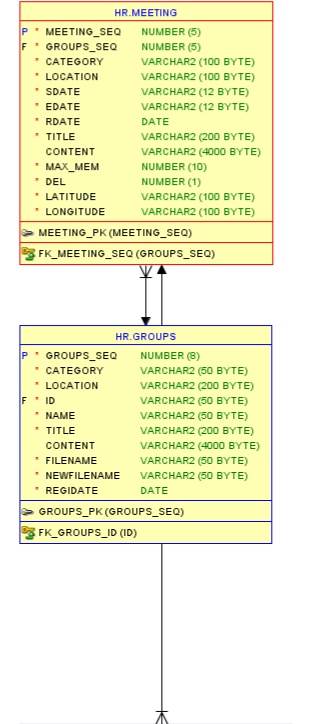 HR.MEETING
P * MEETING_SEQ NUMBER (5)
F * GROUPS_SEQ NUMBER (5)
* CATEGORY VARCHAR2 (100 BYTE)
* LOCATION VARCHAR2 (100 BYTE)
* SDATE VARCHAR2 (12 BYTE)
* EDATE VARCHAR2 (12 BYTE)
* RDATE DATE
* TITLE VARCHAR2 (200 BYTE)
CONTENT VARCHAR2 (4000 BYTE)
* MAX_MEM NUMBER (10)
* DEL NUMBER (1)
* LATITUDE VARCHAR2 (100 BYTE)
* LONGITUDE VARCHAR2 (100 BYTE)
MEETING_PK (MEETING_SEQ)
FK_MEETING_SEQ (GROUPS_SEQ)
HR.GROUPS
P * GROUPS_SEQ NUMBER (8)
* CATEGORY VARCHAR2 (50 BYTE)
* LOCATION VARCHAR2 (200 BYTE)
F * ID VARCHAR2 (50 BYTE)
* NAME VARCHAR2 (50 BYTE)
* TITLE VARCHAR2 (200 BYTE)
CONTENT VARCHAR2 (4000 BYTE)
* FILENAME VARCHAR2 (50 BYTE)
* NEWFILENAME VARCHAR2 (50 BYTE)
* REGIDATE DATE
GROUPS_PK (GROUPS_SEQ)
FK_GROUPS_ID (ID)